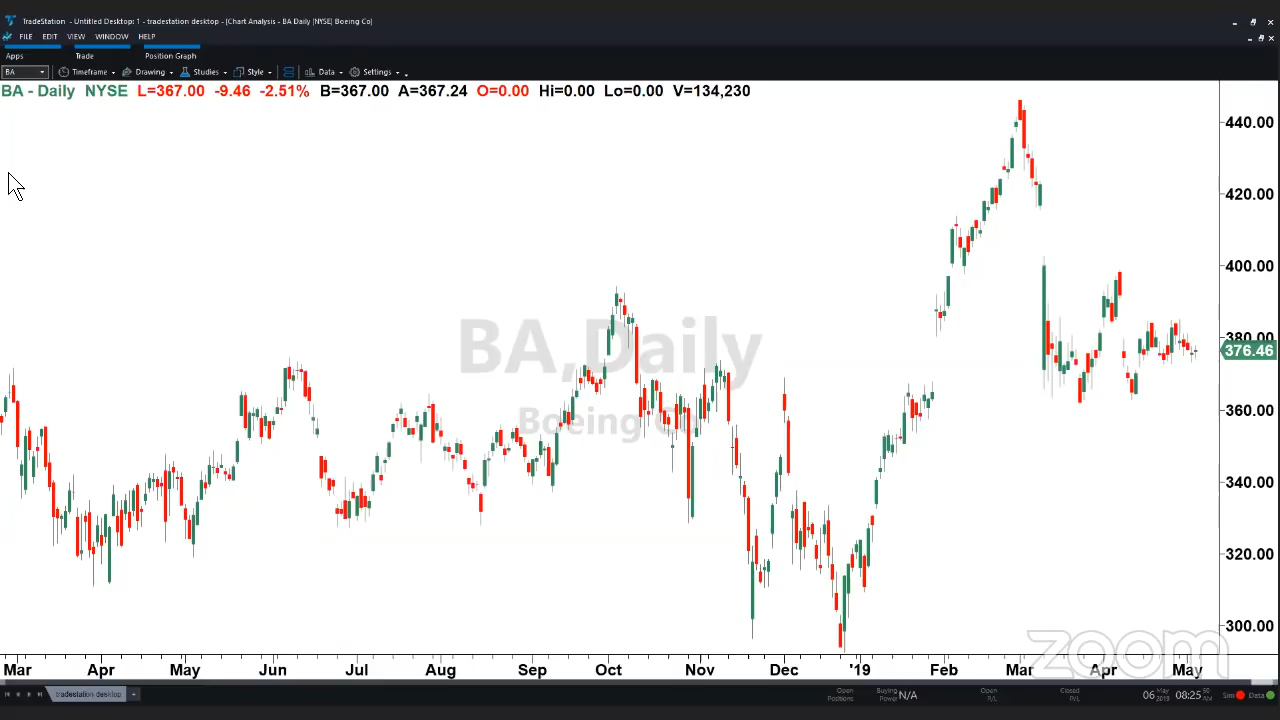 TradeStation - Untitled Desktop: 1 - tradestation desktop - [Chart Analysis - BA Daily [NYSE] Boeing Co]
FILE EDIT VIEW WINDOW HELP
Apps Trade Position Graph
BA Timeframe Drawing Studies Style Data Settings
BA - Daily NYSE L=367.00 -9.46 -2.51% B=367.00 A=367.24 O=0.00 Hi=0.00 Lo=0.00 V=134,230
440.00
420.00
400.00
380.00
376.46
360.00
340.00
320.00
300.00
BA,Daily
Boeing Co
zoom
Mar Apr May Jun Jul Aug Sep Oct Nov Dec '19 Feb Mar Apr May
tradestation desktop + Open Positions Buying Power N/A Open P/L Closed P/L 06 May 2019 08:25 AM Sim Data